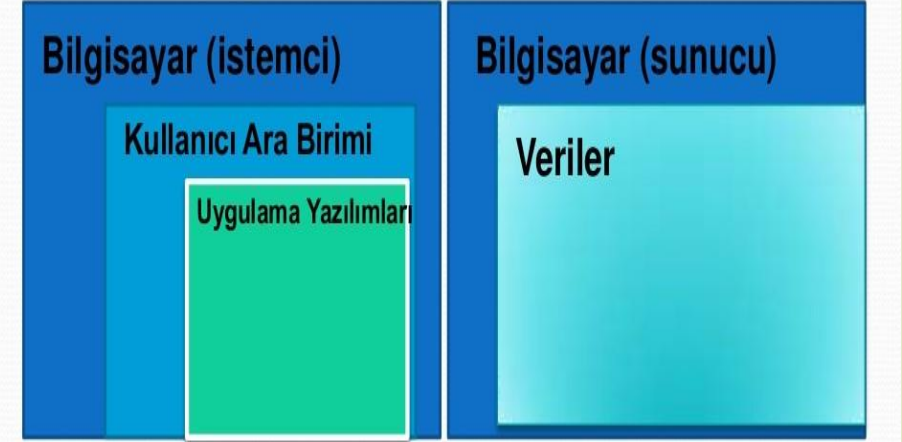 Bilgisayar (istemci)
Kullanıcı Ara Birimi
Uygulama Yazılımları
Bilgisayar (sunucu)
Veriler